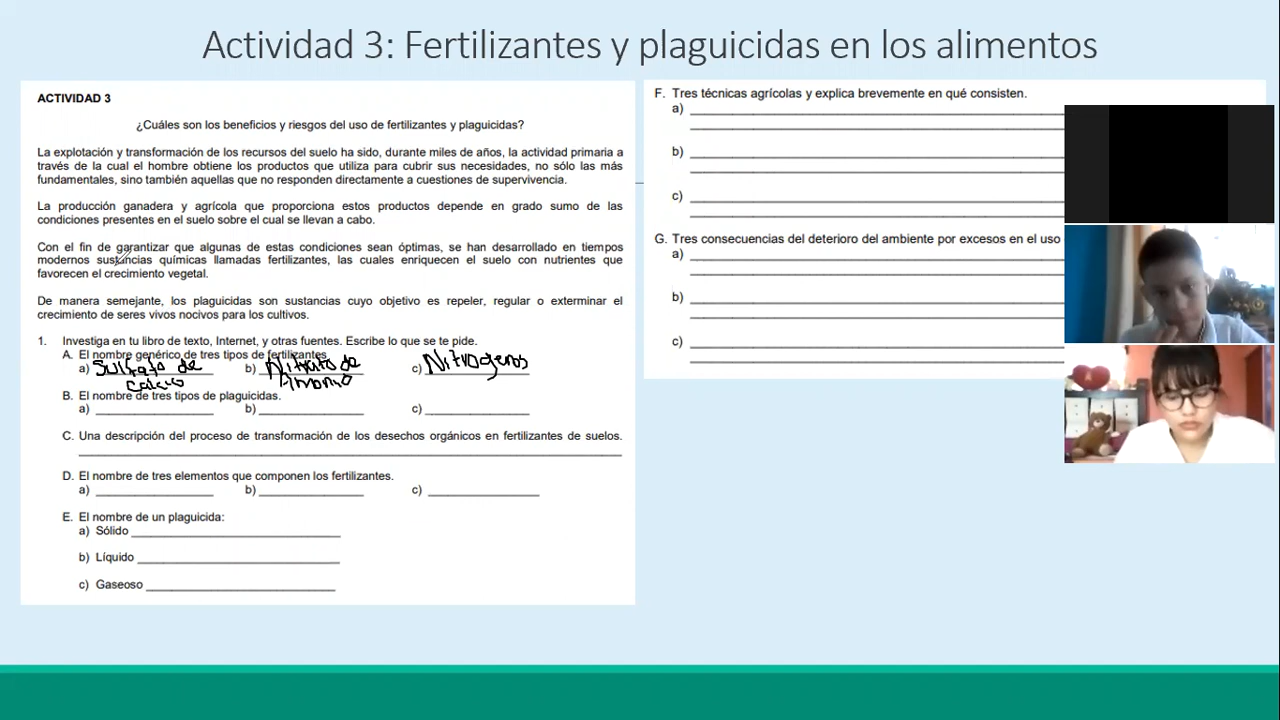 Actividad 3: Fertilizantes y plaguicidas en los alimentos
ACTIVIDAD 3
¿Cuáles son los beneficios y riesgos del uso de fertilizantes y plaguicidas?
La explotación y transformación de los recursos del suelo ha sido, durante miles de años, la actividad primaria a
través de la cual el hombre obtiene los productos que utiliza para cubrir sus necesidades, no sólo las más
fundamentales, sino también aquellas que no responden directamente a cuestiones de supervivencia.
La producción ganadera y agrícola que proporciona estos productos depende en grado sumo de las
condiciones presentes en el suelo sobre el cual se llevan a cabo.
Con el fin de garantizar que algunas de estas condiciones sean óptimas, se han desarrollado en tiempos
modernos sustancias químicas llamadas fertilizantes, las cuales enriquecen el suelo con nutrientes que
favorecen el crecimiento vegetal.
De manera semejante, los plaguicidas son sustancias cuyo objetivo es repeler, regular o exterminar el
crecimiento de seres vivos nocivos para los cultivos.
1. Investiga en tu libro de texto, Internet, y otras fuentes. Escribe lo que se te pide.
A. El nombre genérico de tres tipos de fertilizantes.
a) Sulfato de b) Nitrato de c) Nitrogenos
Calcio Amonio
B. El nombre de tres tipos de plaguicidas.
a) b) c)
C. Una descripción del proceso de transformación de los desechos orgánicos en fertilizantes de suelos.
D. El nombre de tres elementos que componen los fertilizantes.
a) b) c)
E. El nombre de un plaguicida:
a) Sólido
b) Líquido
c) Gaseoso
F. Tres técnicas agrícolas y explica brevemente en qué consisten.
a)
b)
c)
G. Tres consecuencias del deterioro del ambiente por excesos en el uso
a)
b)
c)